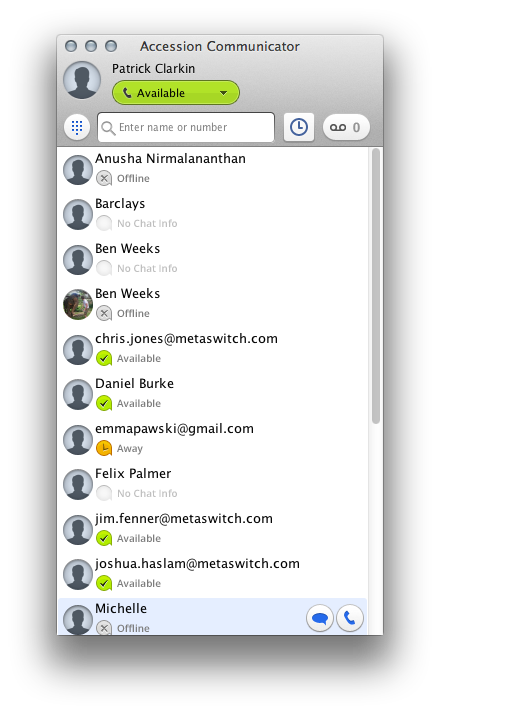 Accession Communicator
Patrick Clarkin
Available
Enter name or number
0
Anusha Nirmalananthan
Offline
Barclays
No Chat Info
Ben Weeks
No Chat Info
Ben Weeks
Offline
chris.jones@metaswitch.com
Available
Daniel Burke
Available
emmapawski@gmail.com
Away
Felix Palmer
No Chat Info
jim.fenner@metaswitch.com
Available
joshua.haslam@metaswitch.com
Available
Michelle
Offline